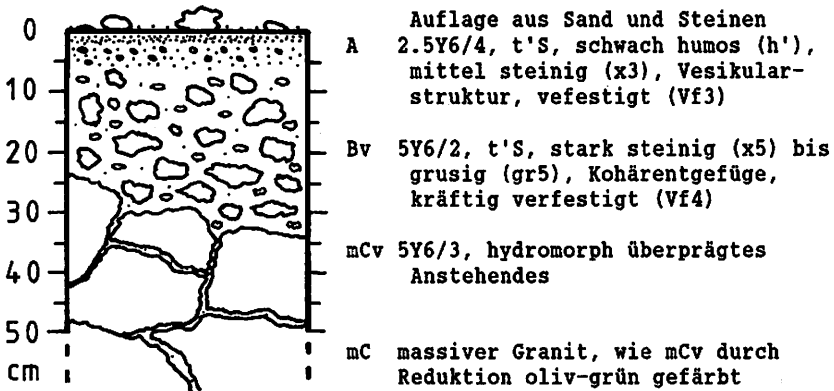 0
10
20
30
40
50
cm
Auflage aus Sand und Steinen
A 2.5Y6/4, t'S, schwach humos (h'),
mittel steinig (x3), Vesikular-
struktur, vefestigt (Vf3)
Bv 5Y6/2, t'S, stark steinig (x5) bis
grusig (gr5), Kohärentgefüge,
kräftig verfestigt (Vf4)
mCv 5Y6/3, hydromorph überprägtes
Anstehendes
mC massiver Granit, wie mCv durch
Reduktion oliv-grün gefärbt